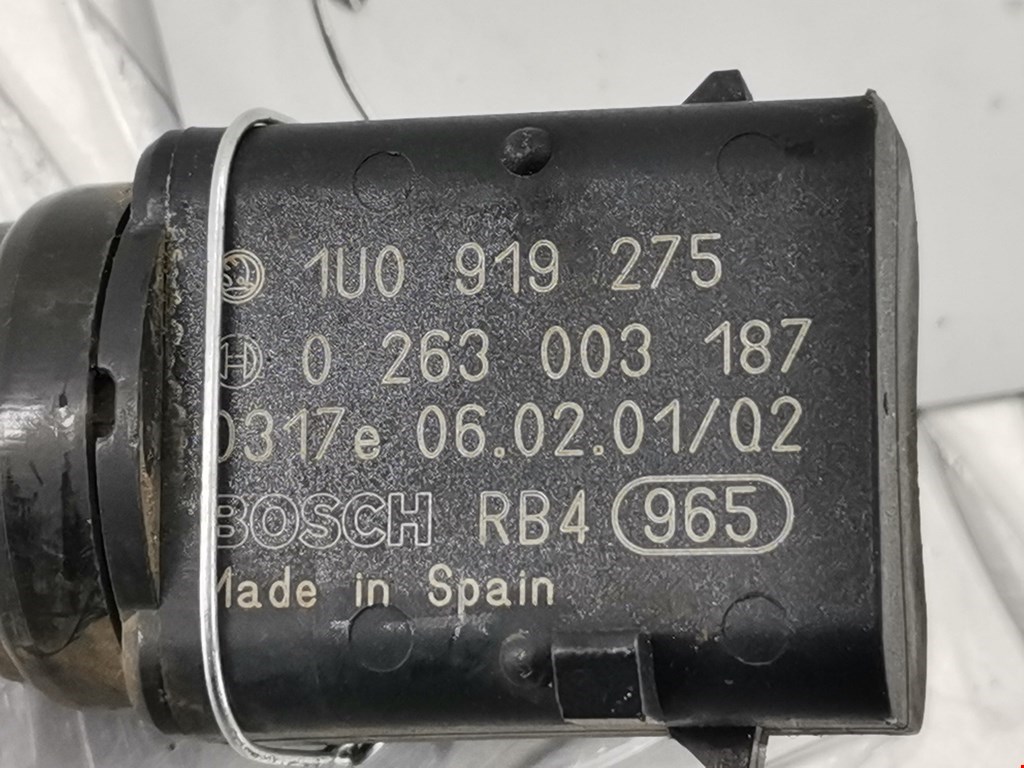 1U0 919 275
0 263 003 187
0317e 06.02.01/02
BOSCH RB4 965
Made in Spain